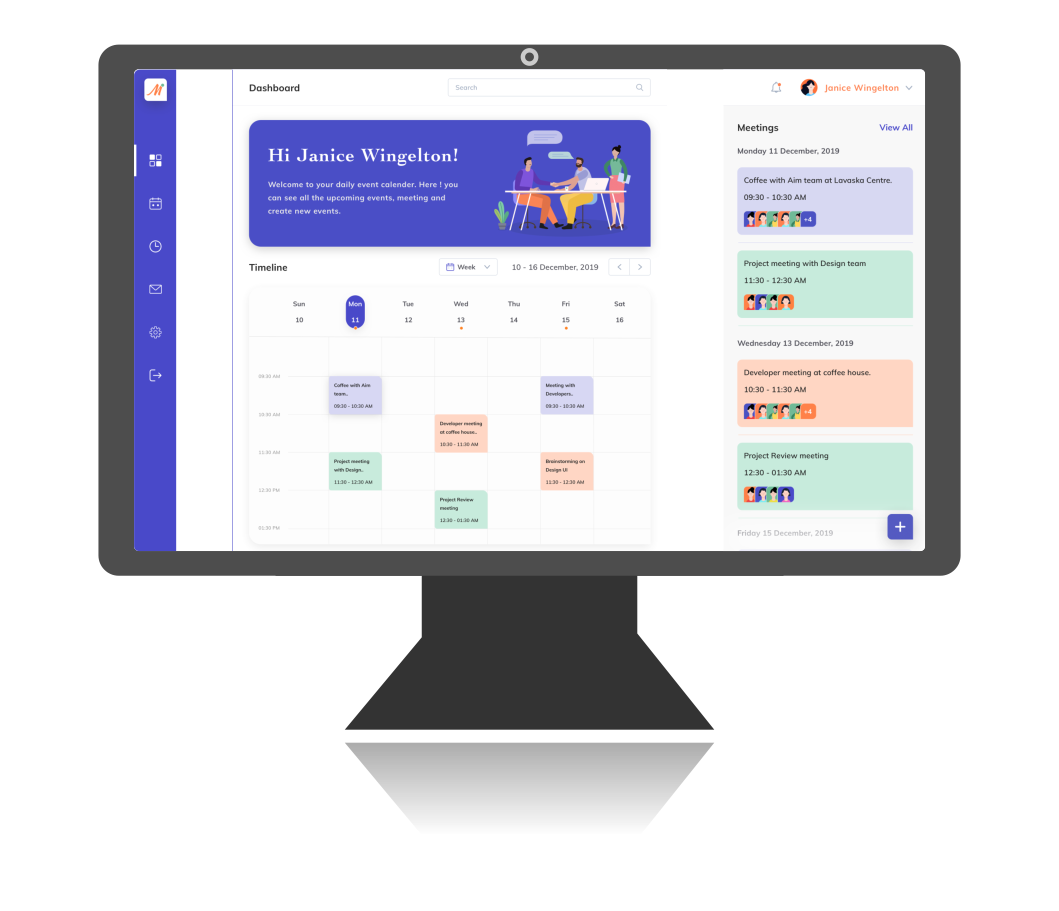 M
Dashboard
Search
Janice Wingelton
Hi Janice Wingelton!
Welcome to your daily event calender. Here ! you
can see all the upcoming events, meeting and
create new events.
Timeline
Week
10 - 16 December, 2019
Sun
Mon
Tue
Wed
Thu
Fri
Sat
10
11
12
13
14
15
16
09:30 AM
10:30 AM
11:30 AM
12:30 PM
01:30 PM
Coffee with Aim
team..
09:30 - 10:30 AM
Project meeting
with Design..
11:30 - 12:30 AM
Developer meeting
at coffee house..
10:30 - 11:30 AM
Project Review
meeting
12:30 - 01:30 AM
Meeting with
Developers..
09:30 - 10:30 AM
Brainstorming on
Design UI
11:30 - 12:30 AM
Meetings
View All
Monday 11 December, 2019
Coffee with Aim team at Lavaska Centre.
09:30 - 10:30 AM
+4
Project meeting with Design team
11:30 - 12:30 AM
Wednesday 13 December, 2019
Developer meeting at coffee house.
10:30 - 11:30 AM
+4
Project Review meeting
12:30 - 01:30 AM
Friday 15 December, 2019
+